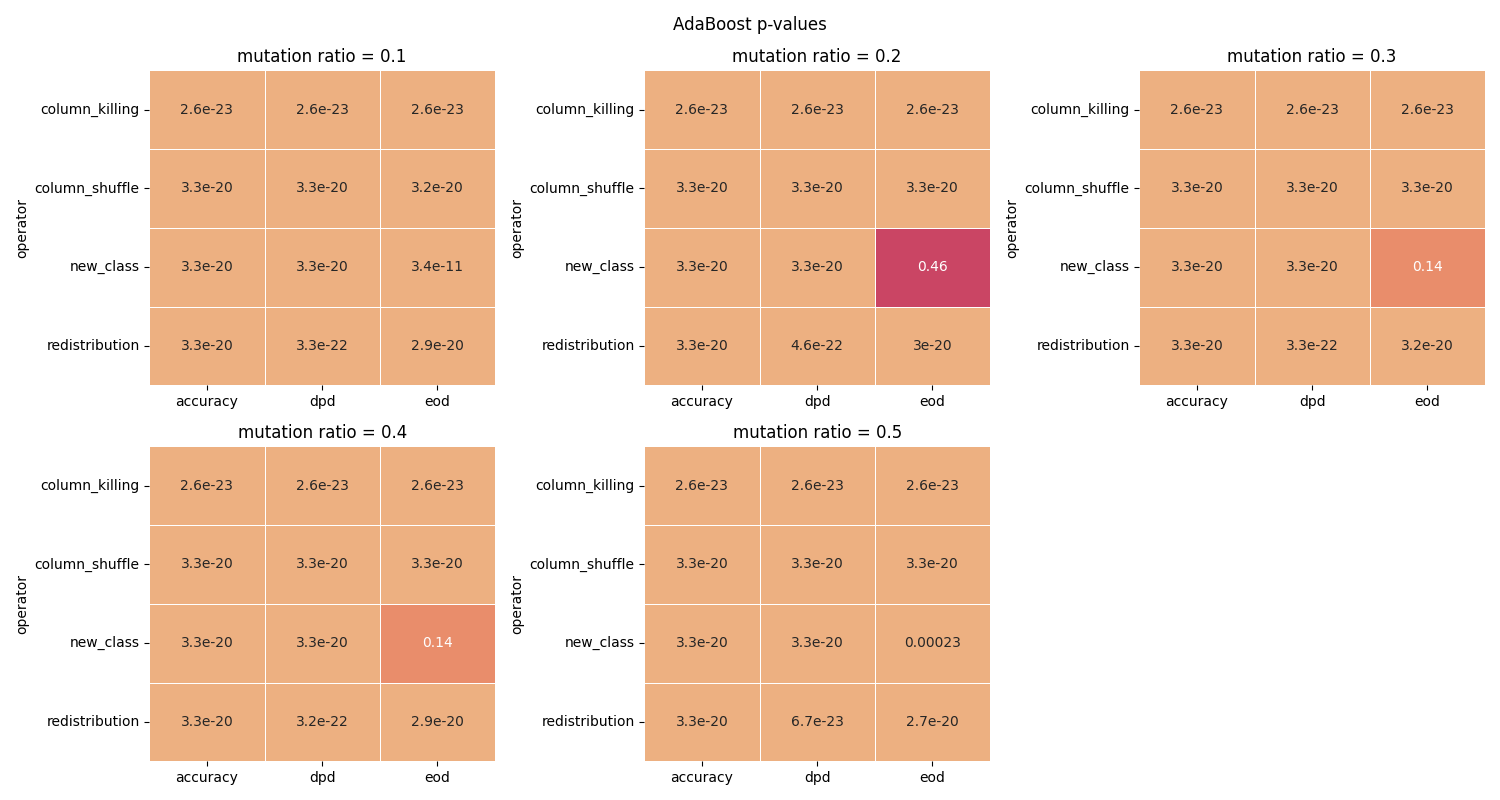 AdaBoost p-values
mutation ratio = 0.1
operator
column_killing 2.6e-23 2.6e-23 2.6e-23
column_shuffle 3.3e-20 3.3e-20 3.2e-20
new_class 3.3e-20 3.3e-20 3.4e-11
redistribution 3.3e-20 3.3e-22 2.9e-20
accuracy dpd eod
mutation ratio = 0.2
operator
column_killing 2.6e-23 2.6e-23 2.6e-23
column_shuffle 3.3e-20 3.3e-20 3.3e-20
new_class 3.3e-20 3.3e-20 0.46
redistribution 3.3e-20 4.6e-22 3e-20
accuracy dpd eod
mutation ratio = 0.3
operator
column_killing 2.6e-23 2.6e-23 2.6e-23
column_shuffle 3.3e-20 3.3e-20 3.3e-20
new_class 3.3e-20 3.3e-20 0.14
redistribution 3.3e-20 3.3e-22 3.2e-20
accuracy dpd eod
mutation ratio = 0.4
operator
column_killing 2.6e-23 2.6e-23 2.6e-23
column_shuffle 3.3e-20 3.3e-20 3.3e-20
new_class 3.3e-20 3.3e-20 0.14
redistribution 3.3e-20 3.2e-22 2.9e-20
accuracy dpd eod
mutation ratio = 0.5
operator
column_killing 2.6e-23 2.6e-23 2.6e-23
column_shuffle 3.3e-20 3.3e-20 3.3e-20
new_class 3.3e-20 3.3e-20 0.00023
redistribution 3.3e-20 6.7e-23 2.7e-20
accuracy dpd eod